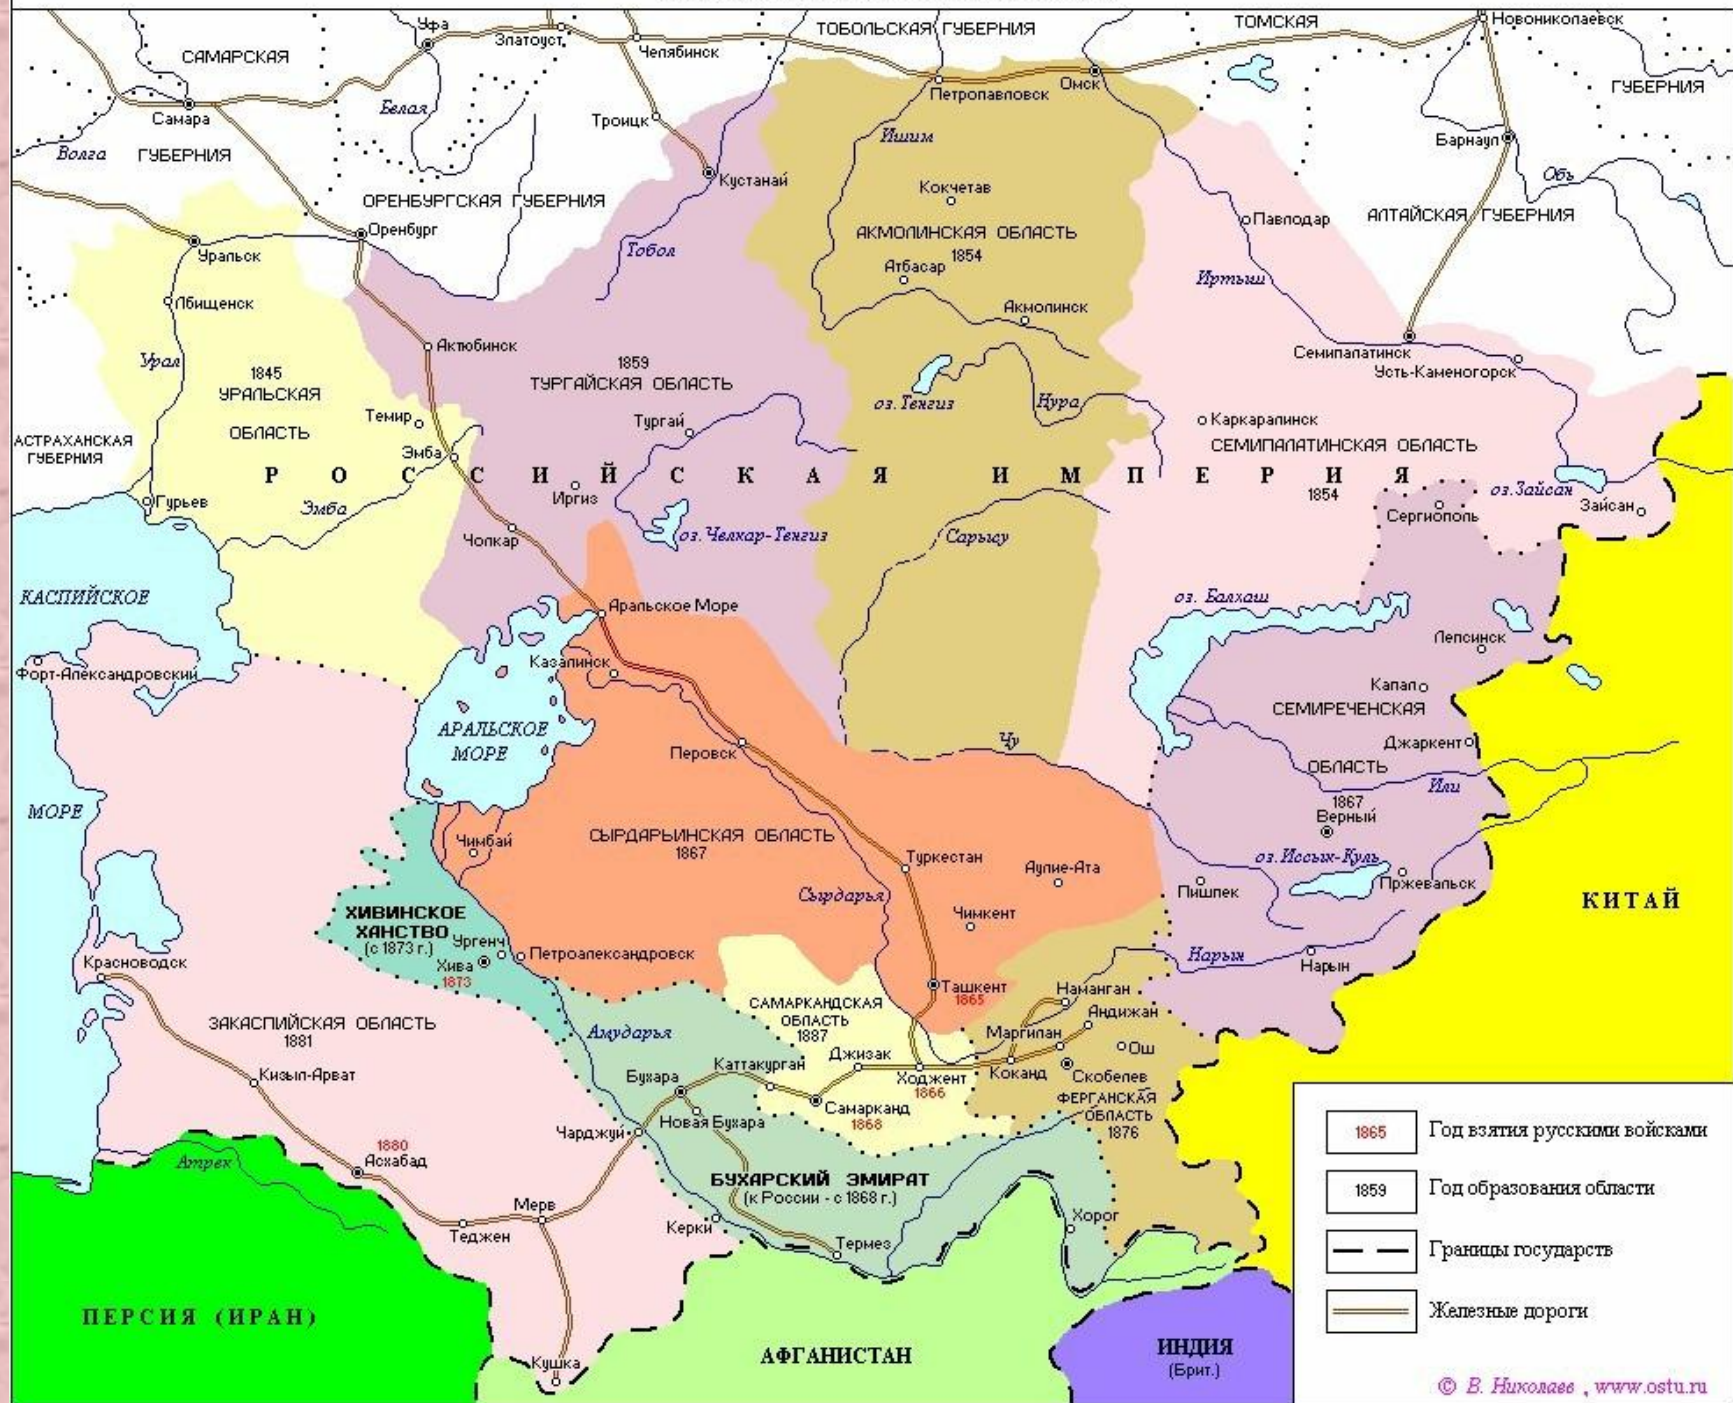 Уфа
Златоуст
Челябинск
ТОБОЛЬСКАЯ ГУБЕРНИЯ
ТОМСКАЯ
Новониколаевск
САМАРСКАЯ
ГУБЕРНИЯ
Самара
Белая
Троицк
Петропавловск
Омск
Волга
ГУБЕРНИЯ
Ишим
Барнаул
Кустанай
Кокчетав
Обь
ОРЕНБУРГСКАЯ ГУБЕРНИЯ
Павлодар
АЛТАЙСКАЯ ГУБЕРНИЯ
Оренбург
АКМОЛИНСКАЯ ОБЛАСТЬ
1854
Уральск
Тобол
Атбасар
Иртыш
Лбищенск
Акмолинск
Актюбинск
Семипалатинск
Урал
1859
ТУРГАЙСКАЯ ОБЛАСТЬ
Усть-Каменогорск
1845
УРАЛЬСКАЯ
ОБЛАСТЬ
оз. Тенгиз
Нура
Темир
Тургай
Каркаралинск
АСТРАХАНСКАЯ
ГУБЕРНИЯ
СЕМИПАЛАТИНСКАЯ ОБЛАСТЬ
Эмба
РОССИЙСКАЯ ИМПЕРИЯ
1854
оз.Зайсан
Гурьев
Эмба
Иргиз
Сергиополь
Зайсан
Чолкар
оз. Челкар-Тенгиз
Сарысу
КАСПИЙСКОЕ
Аральское Море
оз. Балхаш
Лепсинск
Форт-Александровский
Казалинск
Капал
СЕМИРЕЧЕНСКАЯ
АРАЛЬСКОЕ
МОРЕ
Перовск
Чу
Джаркент
ОБЛАСТЬ
Или
МОРЕ
1867
Верный
Чимбай
СЫРДАРЬИНСКАЯ ОБЛАСТЬ
1867
Туркестан
Аулие-Ата
оз.Иссык-Куль
Пржевальск
Пишпек
Сырдарья
КИТАЙ
ХИВИНСКОЕ
ХАНСТВО
(с 1873 г.)
Чимкент
Ургенч
Петроалександровск
Хива
1873
Нарын
Нарын
Красноводск
Ташкент
1865
Наманган
САМАРКАНДСКАЯ
ОБЛАСТЬ
1887
Андижан
ЗАКАСПИЙСКАЯ ОБЛАСТЬ
1881
Амударья
Маргилан
Ош
Джизак
Каттакурган
Ходжент
1866
Коканд
Скобелев
Кизыл-Арват
Бухара
ФЕРГАНСКАЯ
ОБЛАСТЬ
1876
Самарканд
1868
Новая Бухара
Чарджуй
1880
Асхабад
Атрек
БУХАРСКИЙ ЭМИРАТ
(к России - с 1868 г.)
Мерв
Теджен
Керки
Хорог
Термез
ПЕРСИЯ (ИРАН)
АФГАНИСТАН
ИНДИЯ
(Брит.)
Кушка
1865 Год взятия русскими войсками
1859 Год образования области
Границы государств
Железные дороги
© В. Николаев , www.ostu.ru